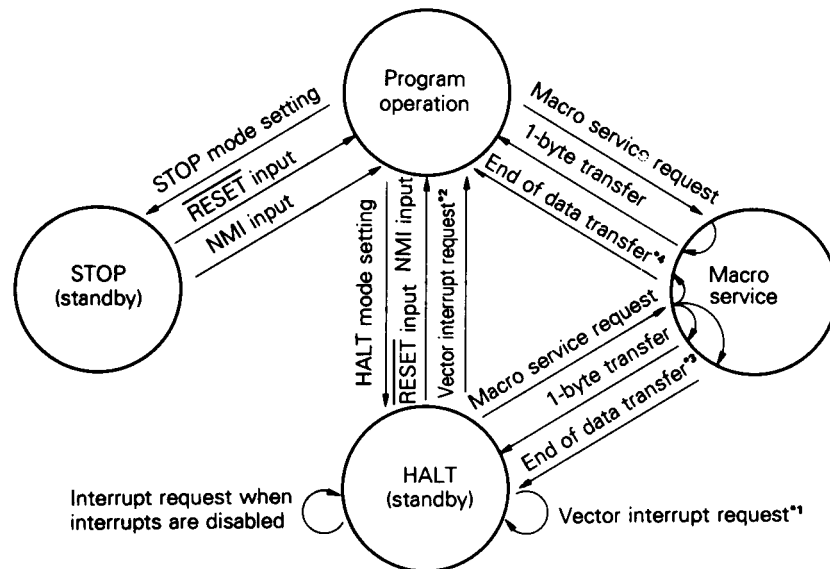 Program
operation
STOP mode setting
RESET input
NMI input
Macro service request
1-byte transfer
End of data transfer*4
STOP
(standby)
HALT mode setting
RESET input NMI input
Vector interrupt request*2
Macro
service
Macro service request
1-byte transfer
End of data transfer*3
HALT
(standby)
Interrupt request when
interrupts are disabled
Vector interrupt request*1